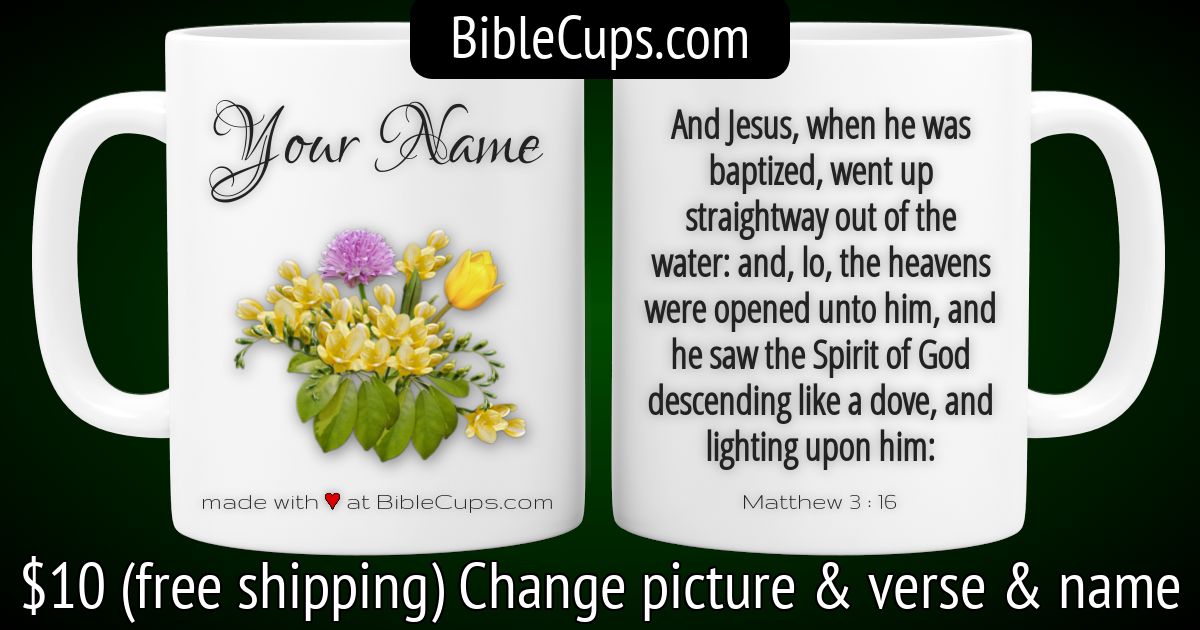 BibleCups.com
Your Name
made with ♥ at BibleCups.com
And Jesus, when he was
baptized, went up
straightway out of the
water: and, lo, the heavens
were opened unto him, and
he saw the Spirit of God
descending like a dove, and
lighting upon him:
Matthew 3 : 16
$10 (free shipping) Change picture & verse & name